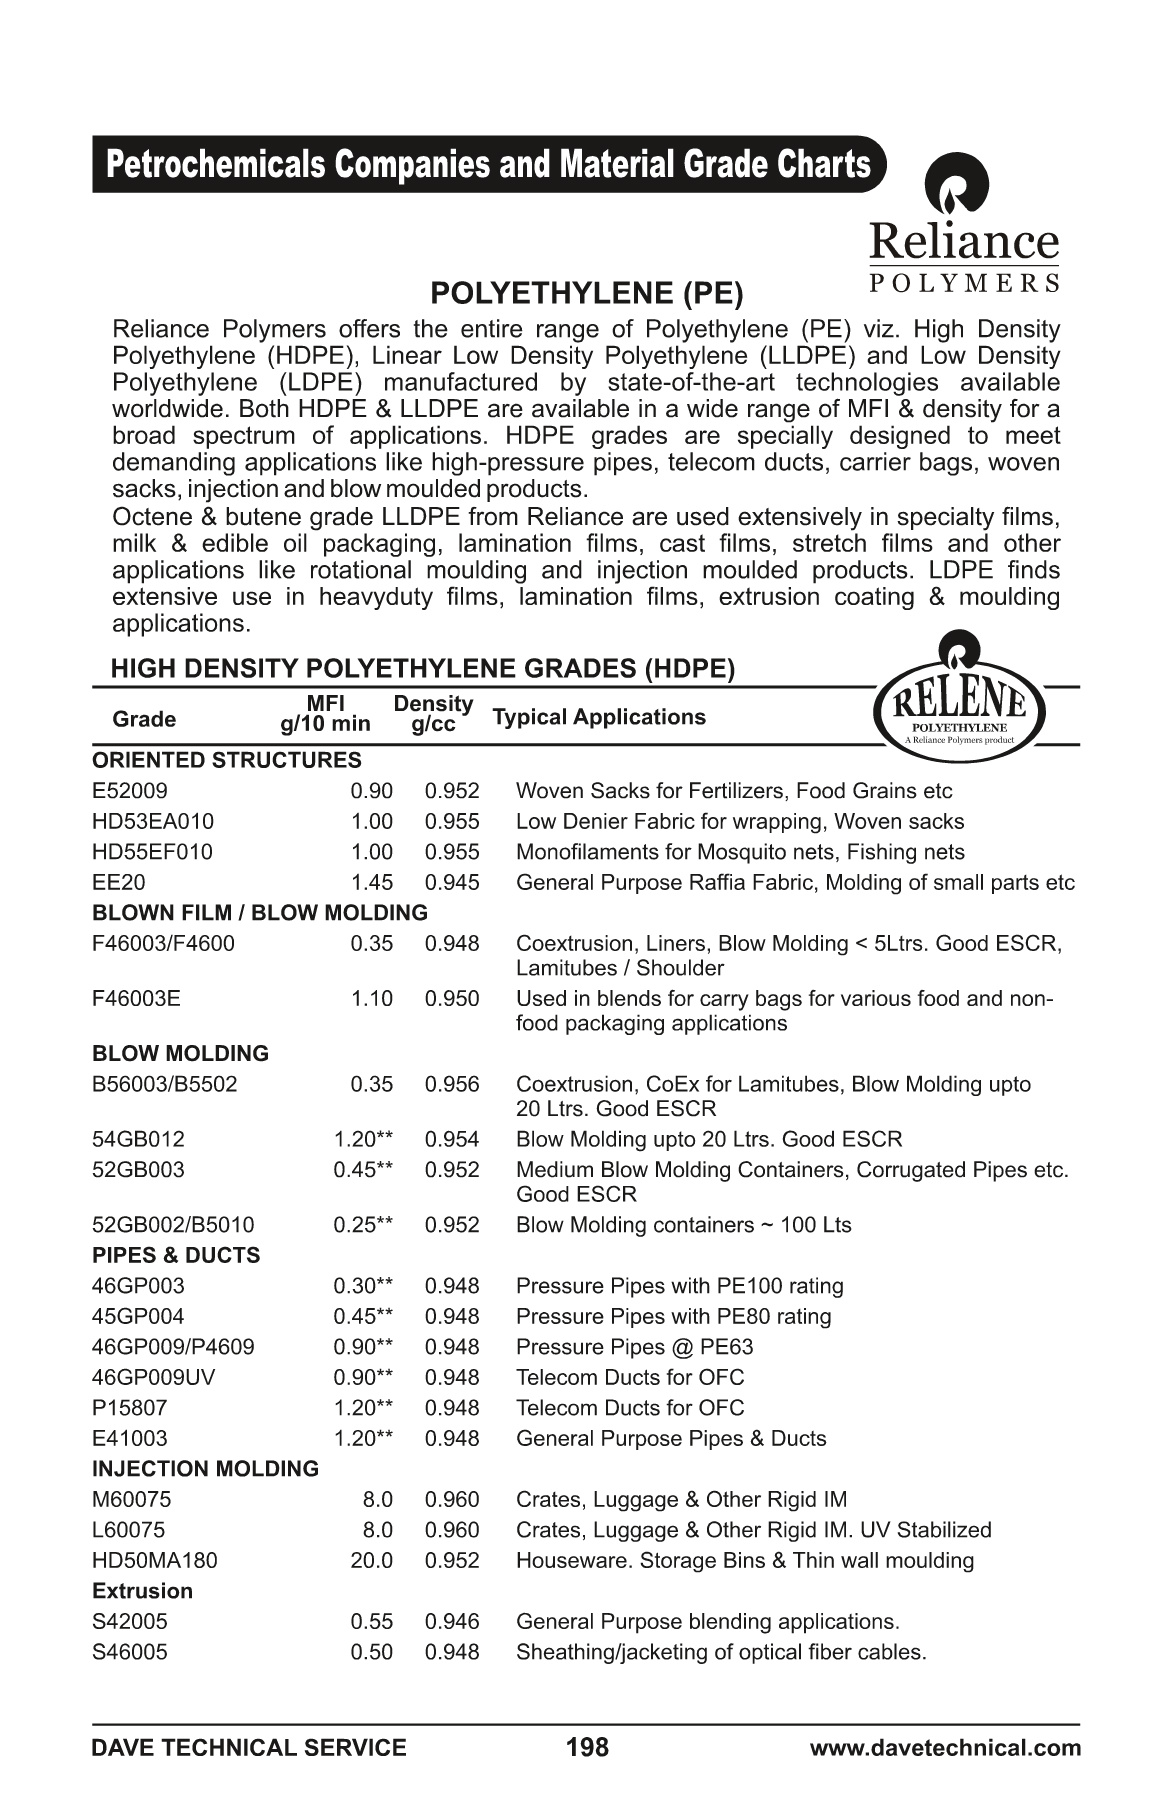 Petrochemicals Companies and Material Grade Charts
Reliance
POLYMERS
POLYETHYLENE (PE)
Reliance Polymers offers the entire range of Polyethylene (PE) viz. High Density
Polyethylene (HDPE), Linear Low Density Polyethylene (LLDPE) and Low Density
Polyethylene (LDPE) manufactured by state-of-the-art technologies available
worldwide. Both HDPE & LLDPE are available in a wide range of MFI & density for a
broad spectrum of applications. HDPE grades are specially designed to meet
demanding applications like high-pressure pipes, telecom ducts, carrier bags, woven
sacks, injection and blow moulded products.
Octene & butene grade LLDPE from Reliance are used extensively in specialty films,
milk & edible oil packaging, lamination films, cast films, stretch films and other
applications like rotational moulding and injection moulded products. LDPE finds
extensive use in heavyduty films, lamination films, extrusion coating & moulding
applications.
HIGH DENSITY POLYETHYLENE GRADES (HDPE)
RELENE
POLYETHYLENE
A Reliance Polymers product
Grade MFI g/10 min Density g/cc Typical Applications
ORIENTED STRUCTURES
E52009 0.90 0.952 Woven Sacks for Fertilizers, Food Grains etc
HD53EA010 1.00 0.955 Low Denier Fabric for wrapping, Woven sacks
HD55EF010 1.00 0.955 Monofilaments for Mosquito nets, Fishing nets
EE20 1.45 0.945 General Purpose Raffia Fabric, Molding of small parts etc
BLOWN FILM / BLOW MOLDING
F46003/F4600 0.35 0.948 Coextrusion, Liners, Blow Molding < 5Ltrs. Good ESCR,
Lamitubes / Shoulder
F46003E 1.10 0.950 Used in blends for carry bags for various food and non-
food packaging applications
BLOW MOLDING
B56003/B5502 0.35 0.956 Coextrusion, CoEx for Lamitubes, Blow Molding upto
20 Ltrs. Good ESCR
54GB012 1.20** 0.954 Blow Molding upto 20 Ltrs. Good ESCR
52GB003 0.45** 0.952 Medium Blow Molding Containers, Corrugated Pipes etc.
Good ESCR
52GB002/B5010 0.25** 0.952 Blow Molding containers ~ 100 Lts
PIPES & DUCTS
46GP003 0.30** 0.948 Pressure Pipes with PE100 rating
45GP004 0.45** 0.948 Pressure Pipes with PE80 rating
46GP009/P4609 0.90** 0.948 Pressure Pipes @ PE63
46GP009UV 0.90** 0.948 Telecom Ducts for OFC
P15807 1.20** 0.948 Telecom Ducts for OFC
E41003 1.20** 0.948 General Purpose Pipes & Ducts
INJECTION MOLDING
M60075 8.0 0.960 Crates, Luggage & Other Rigid IM
L60075 8.0 0.960 Crates, Luggage & Other Rigid IM. UV Stabilized
HD50MA180 20.0 0.952 Houseware. Storage Bins & Thin wall moulding
Extrusion
S42005 0.55 0.946 General Purpose blending applications.
S46005 0.50 0.948 Sheathing/jacketing of optical fiber cables.
DAVE TECHNICAL SERVICE 198 www.davetechnical.com